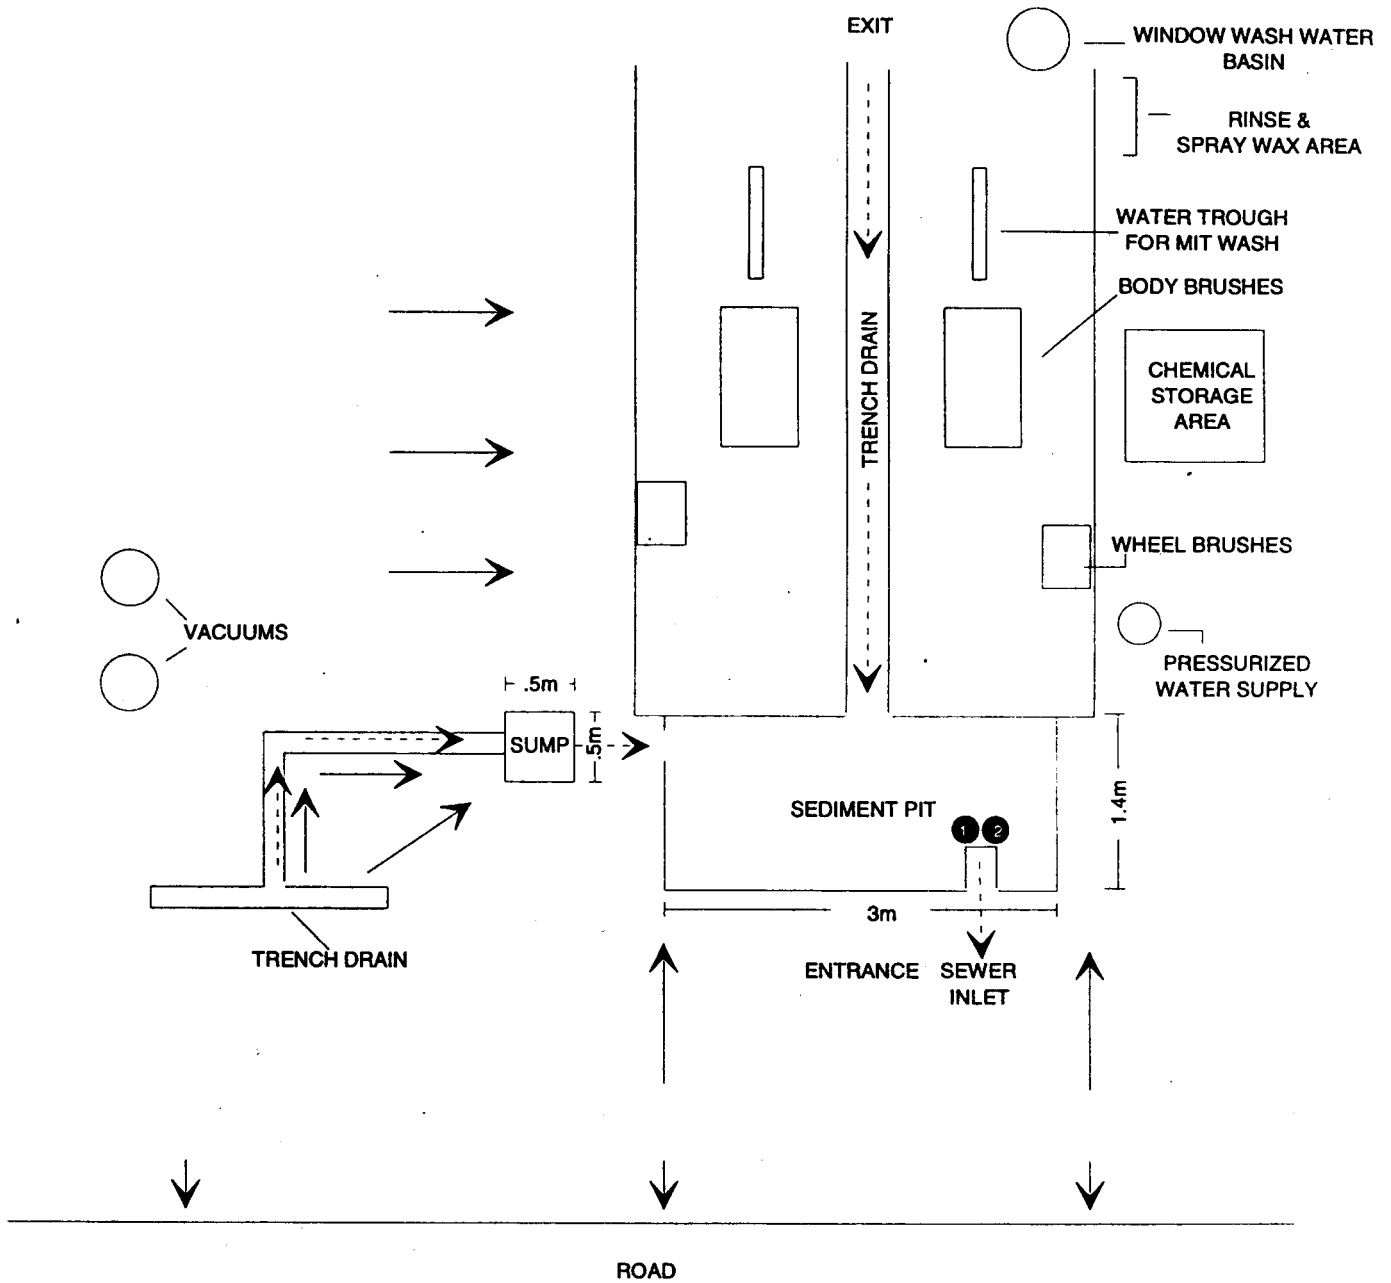 EXIT
WINDOW WASH WATER
BASIN
RINSE &
SPRAY WAX AREA
WATER TROUGH
FOR MIT WASH
BODY BRUSHES
TRENCH DRAIN
CHEMICAL
STORAGE
AREA
WHEEL BRUSHES
VACUUMS
PRESSURIZED
WATER SUPPLY
.5m
SUMP
.5m
SEDIMENT PIT
1 2
1.4m
3m
TRENCH DRAIN
ENTRANCE
SEWER
INLET
ROAD